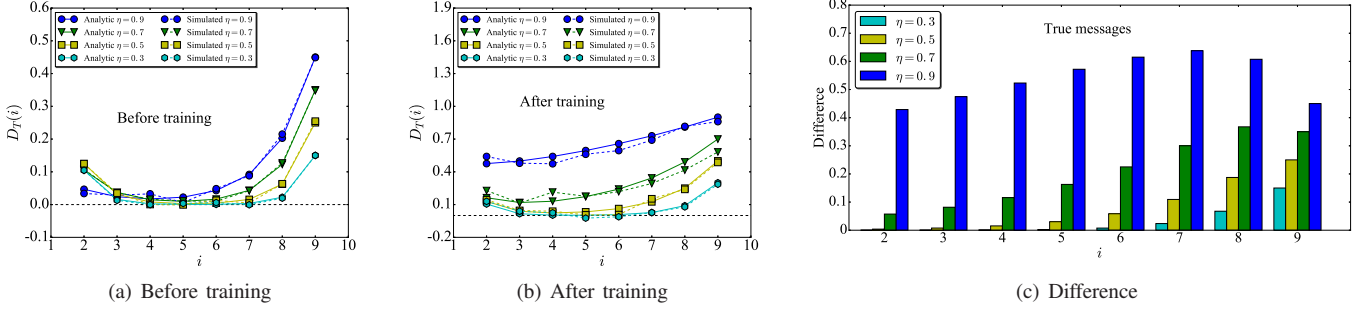 Analytic η = 0.9
Analytic η = 0.7
Analytic η = 0.5
Analytic η = 0.3
Simulated η = 0.9
Simulated η = 0.7
Simulated η = 0.5
Simulated η = 0.3
Before training
D_T(i)
0.6
0.5
0.4
0.3
0.2
0.1
0.0
-0.1
1 2 3 4 5 6 7 8 9 10
i
(a) Before training
Analytic η = 0.9
Analytic η = 0.7
Analytic η = 0.5
Analytic η = 0.3
Simulated η = 0.9
Simulated η = 0.7
Simulated η = 0.5
Simulated η = 0.3
After training
D_T(i)
1.9
1.6
1.3
1.0
0.7
0.4
0.1
-0.2
1 2 3 4 5 6 7 8 9 10
i
(b) After training
η = 0.3
η = 0.5
η = 0.7
η = 0.9
True messages
Difference
0.8
0.7
0.6
0.5
0.4
0.3
0.2
0.1
0.0
2 3 4 5 6 7 8 9
i
(c) Difference